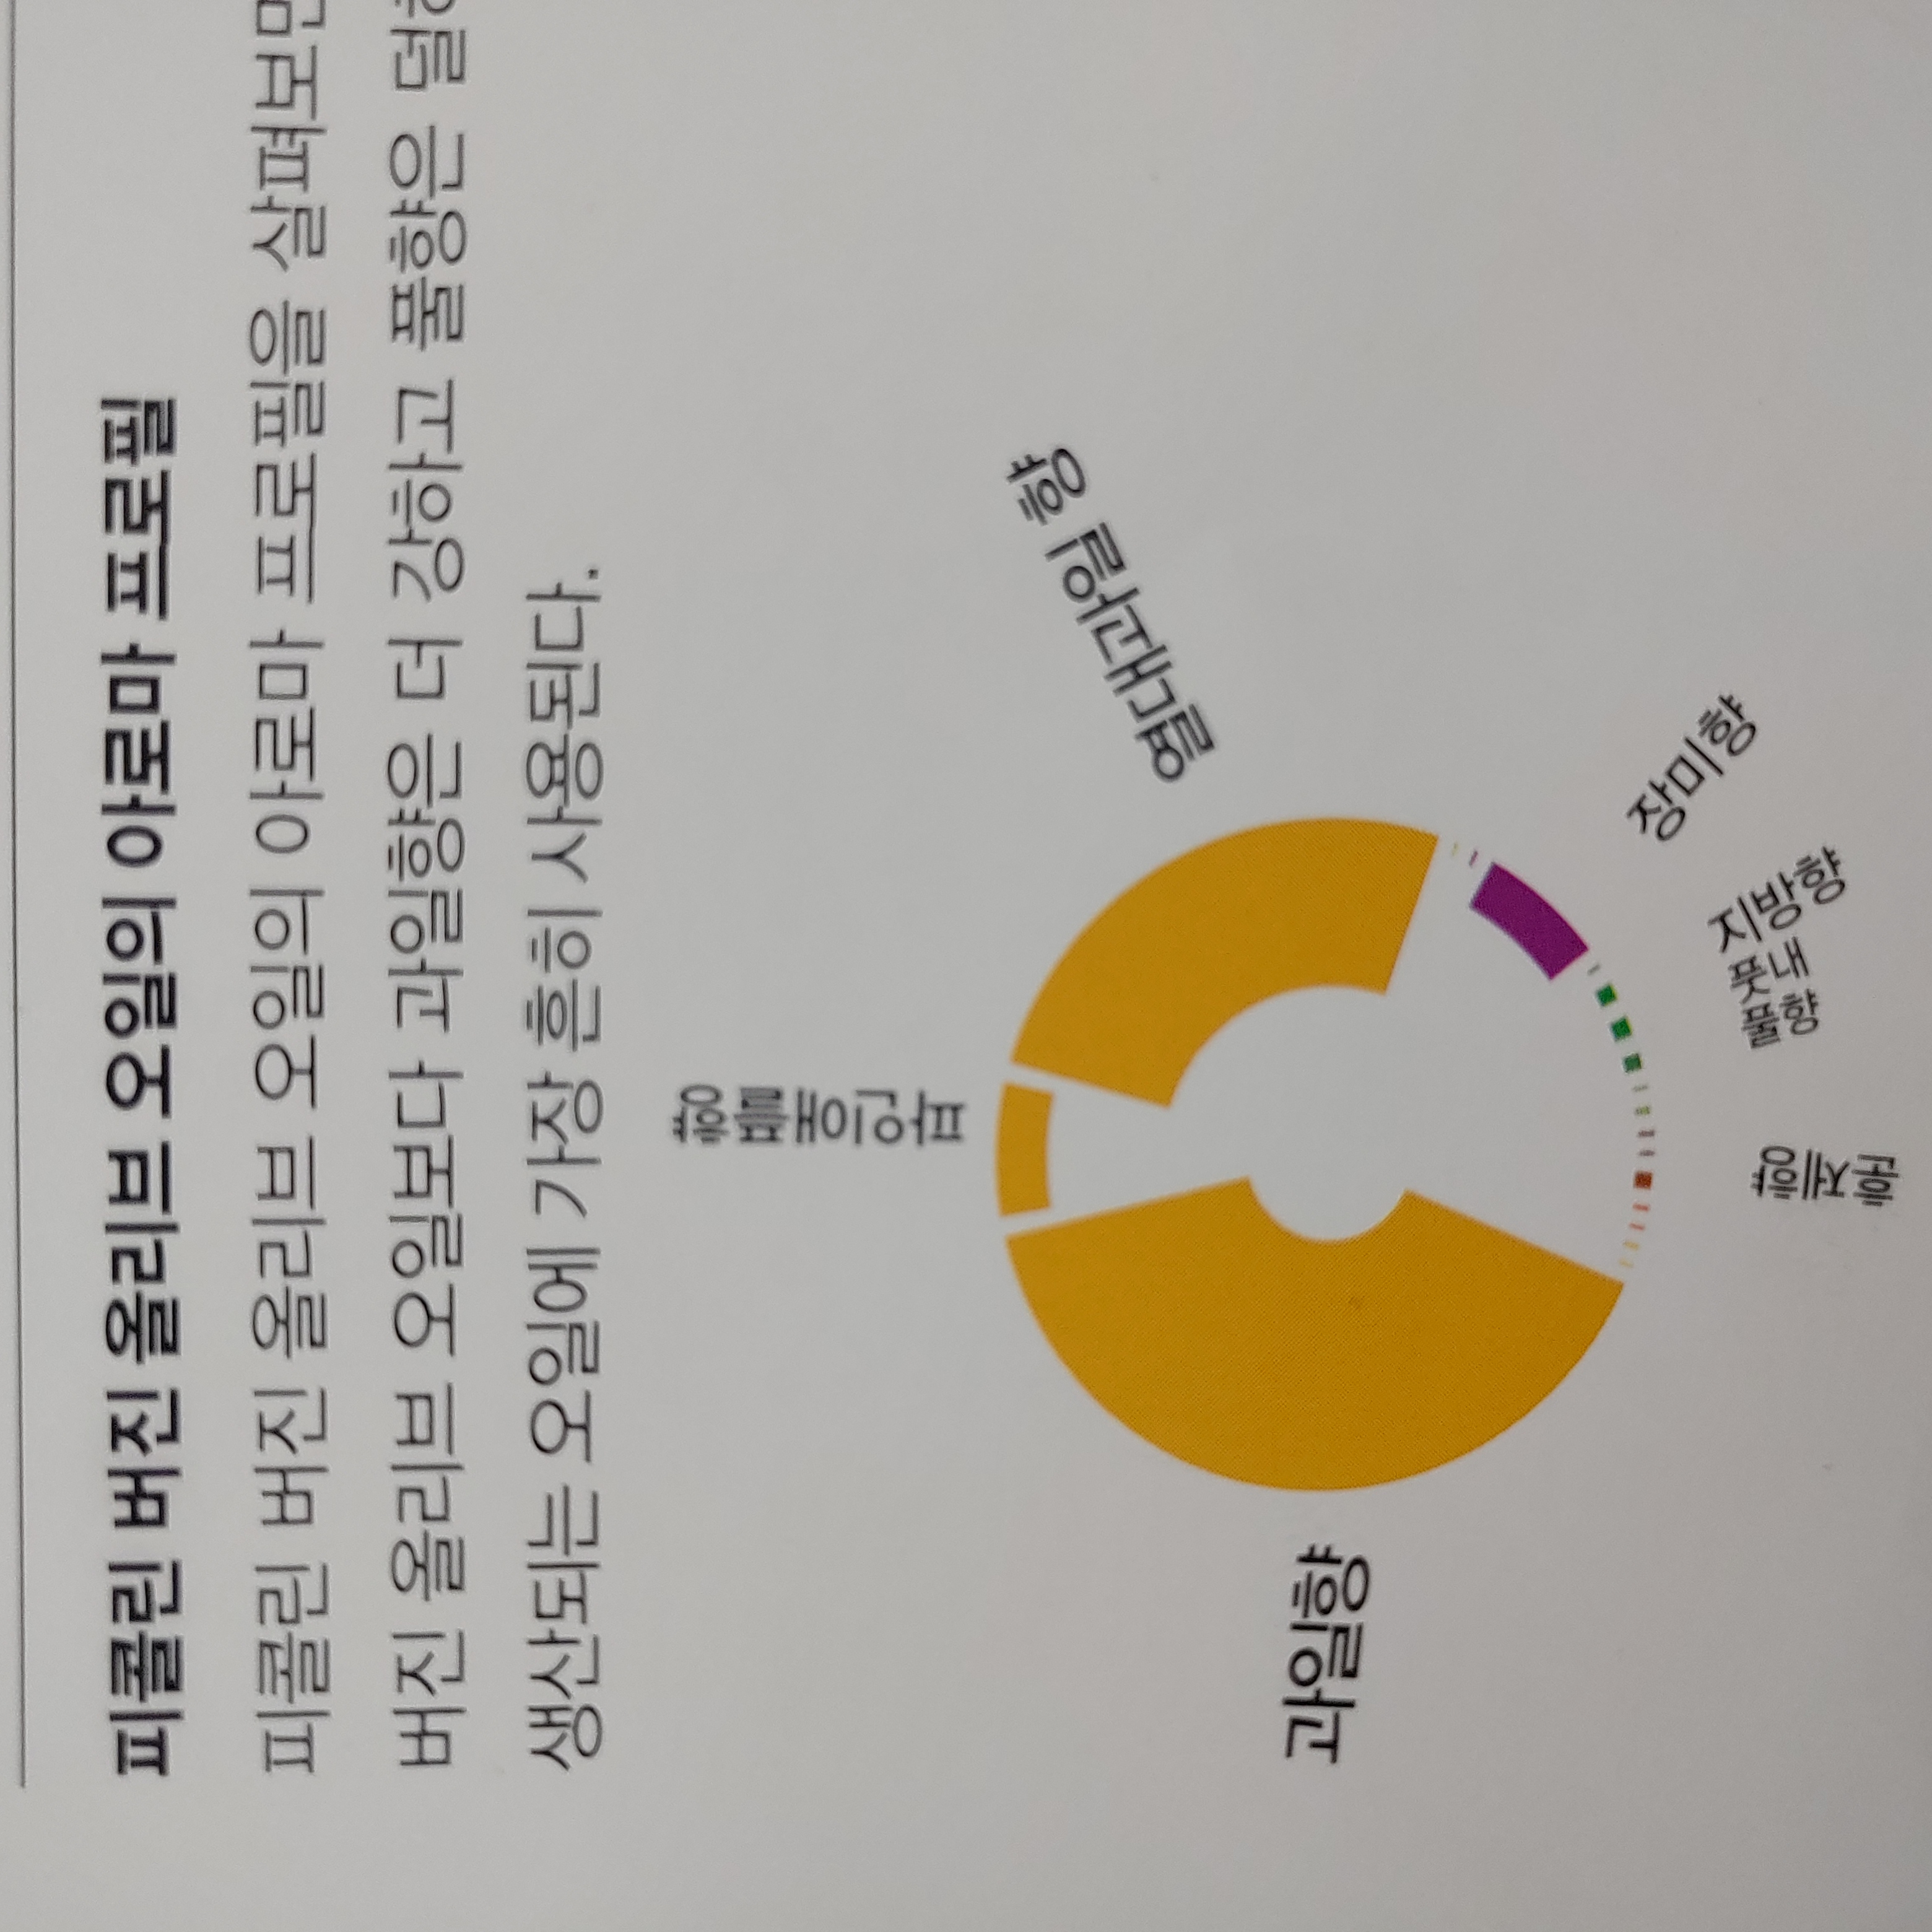 피콜린 버진 올리브 오일의 아로마 프로필
피콜린 버진 올리브 오일의 아로마 프로필을 살펴보면
버진 올리브 오일보다 과일향은 더 강하고 풀향은 덜하
생산되는 오일에 가장 흔히 사용된다.
파인애플향
열대과일 향
과일향
장미향
지방향
풋내
풀향
훈제향